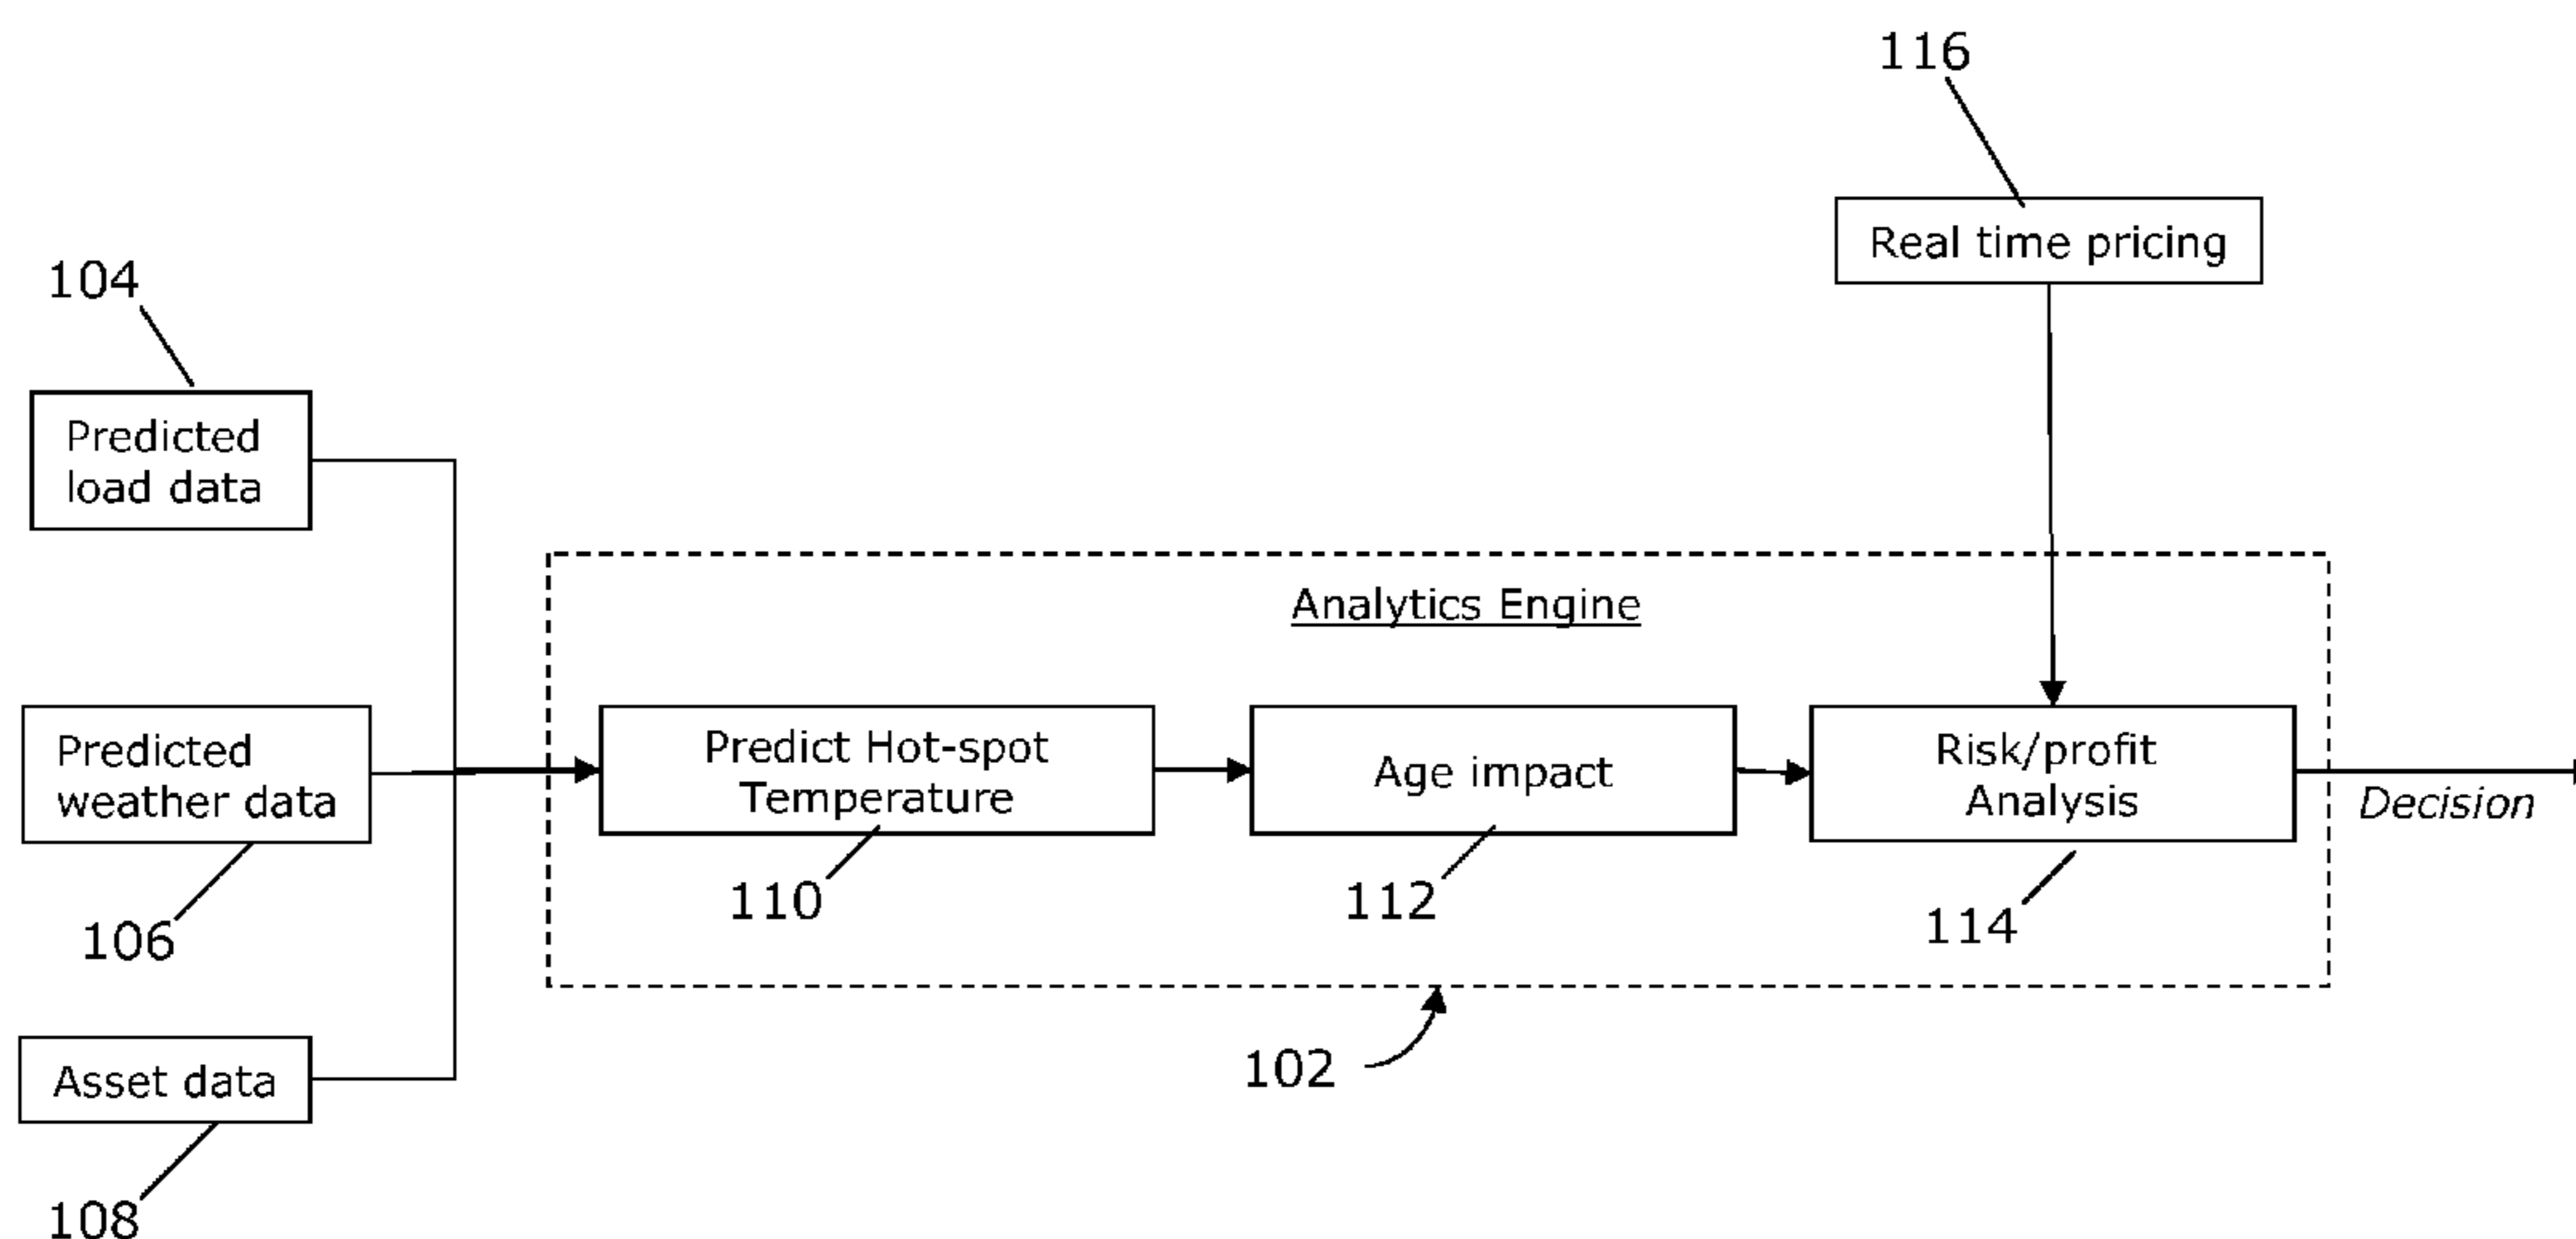 116
Real time pricing
104
Predicted
load data
Analytics Engine
Predicted
weather data
Predict Hot-spot
Temperature
Age impact
Risk/profit
Analysis
Decision
106
110
112
114
102
Asset data
108